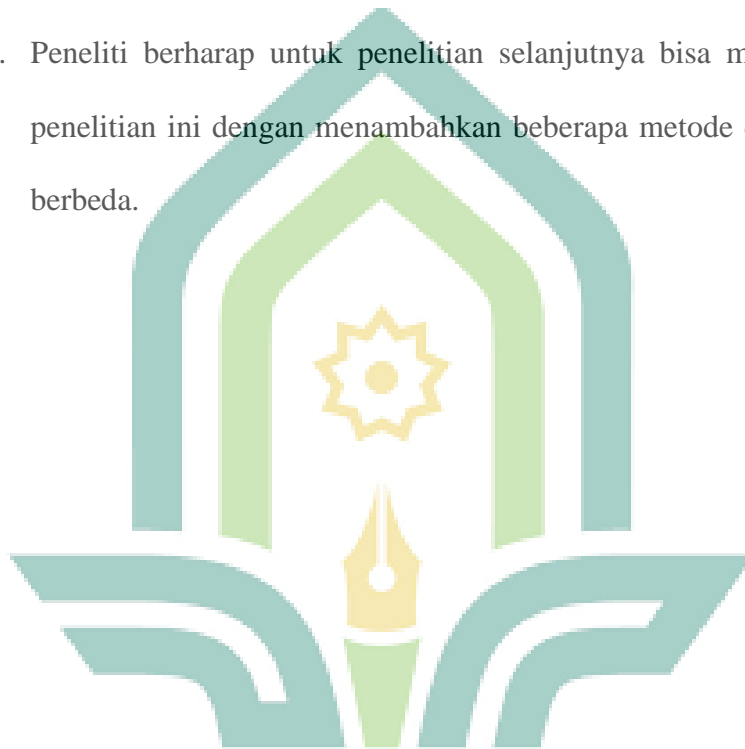 . Peneliti berharap untuk penelitian selanjutnya bisa
penelitian ini dengan menambahkan beberapa metode
berbeda.